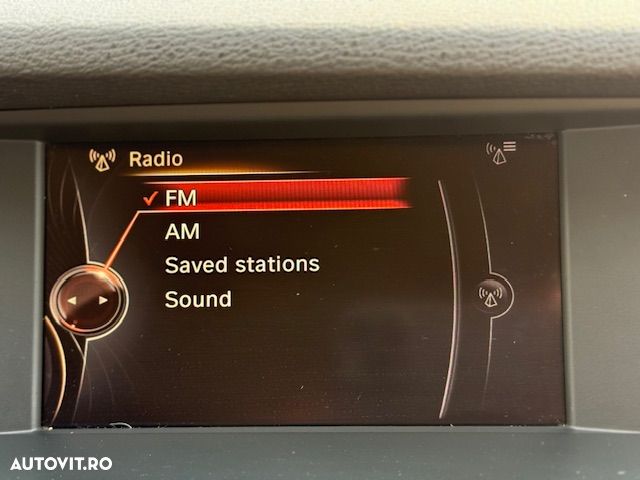 Radio
FM
AM
Saved stations
Sound
AUTOVIT.RO